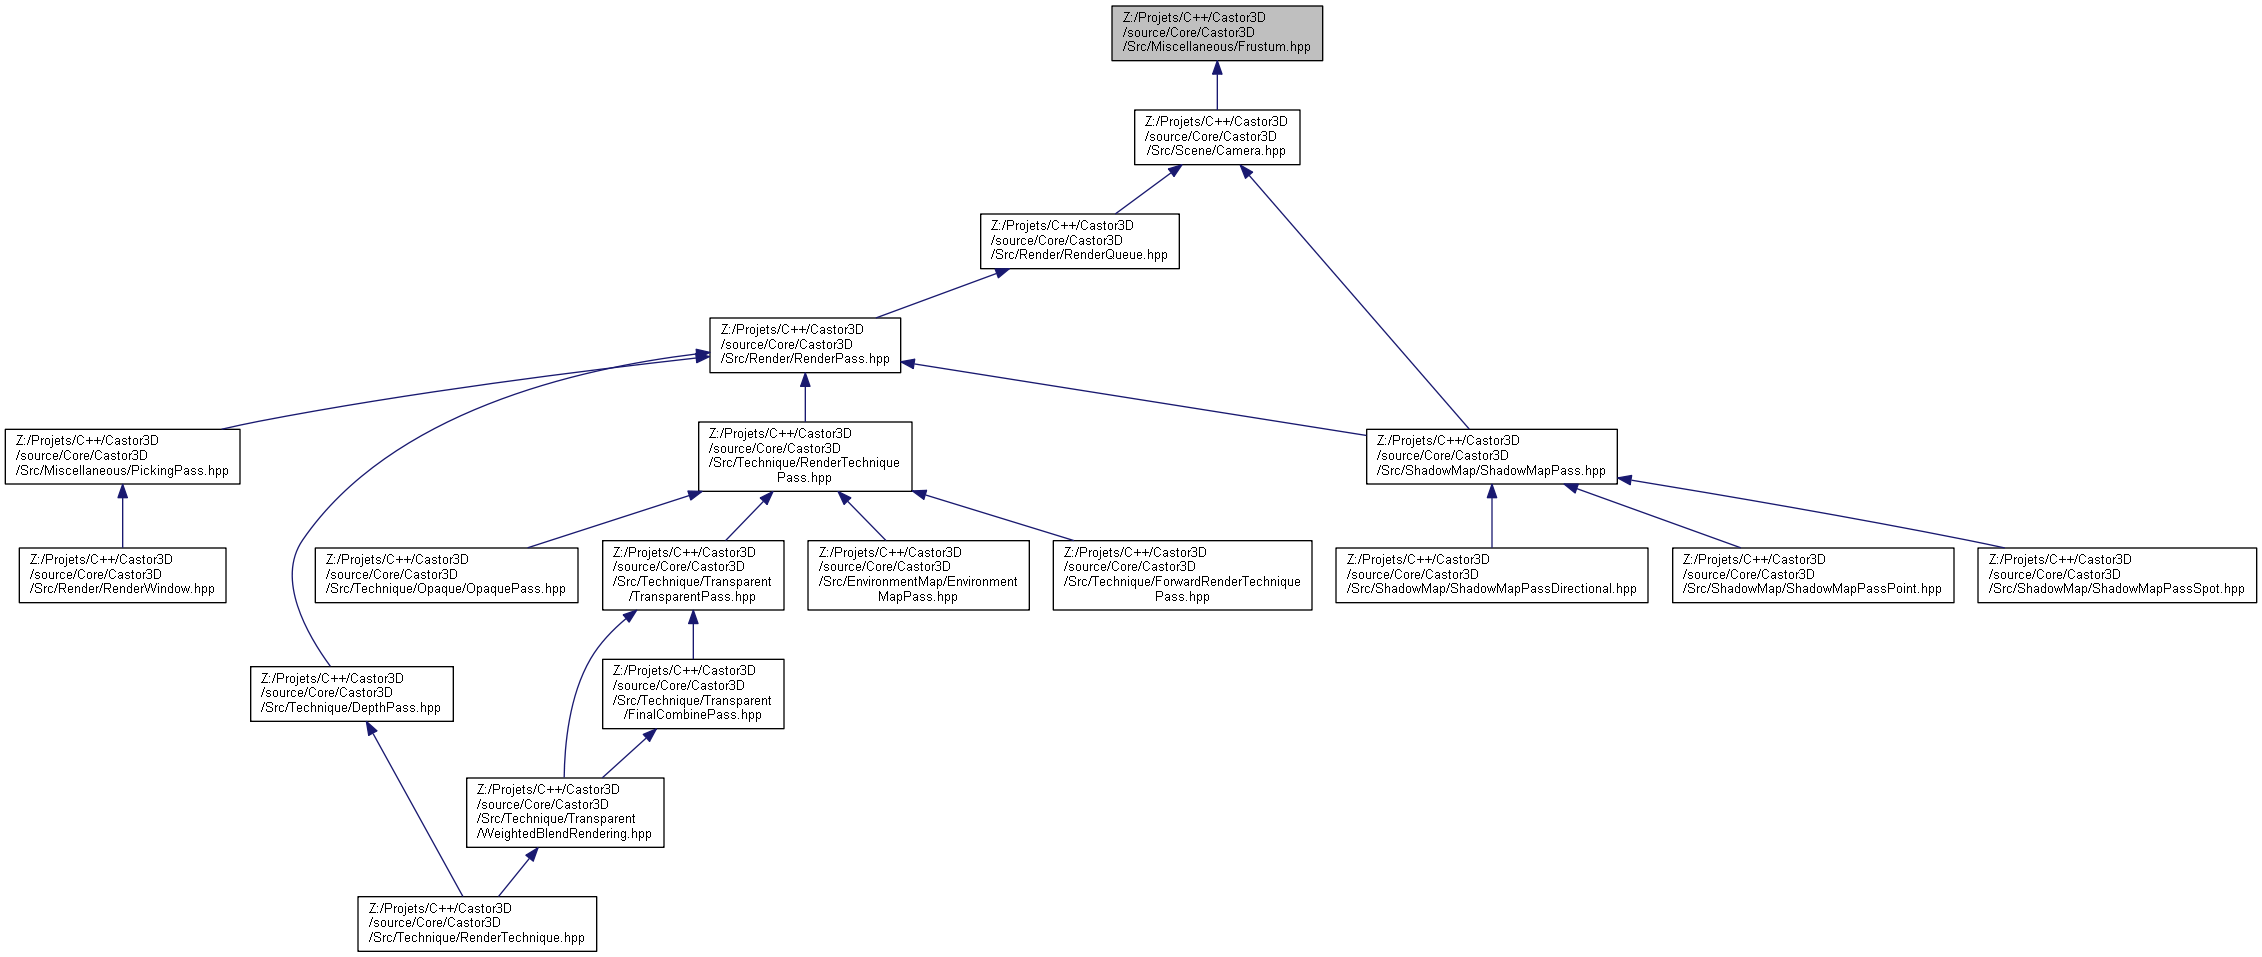 Z:/Projets/C++/Castor3D
/source/Core/Castor3D
/Src/Miscellaneous/Frustum.hpp
Z:/Projets/C++/Castor3D
/source/Core/Castor3D
/Src/Scene/Camera.hpp
Z:/Projets/C++/Castor3D
/source/Core/Castor3D
/Src/Render/RenderQueue.hpp
Z:/Projets/C++/Castor3D
/source/Core/Castor3D
/Src/Render/RenderPass.hpp
Z:/Projets/C++/Castor3D
/source/Core/Castor3D
/Src/Miscellaneous/PickingPass.hpp
Z:/Projets/C++/Castor3D
/source/Core/Castor3D
/Src/Technique/RenderTechnique
Pass.hpp
Z:/Projets/C++/Castor3D
/source/Core/Castor3D
/Src/ShadowMap/ShadowMapPass.hpp
Z:/Projets/C++/Castor3D
/source/Core/Castor3D
/Src/Render/RenderWindow.hpp
Z:/Projets/C++/Castor3D
/source/Core/Castor3D
/Src/Technique/Opaque/OpaquePass.hpp
Z:/Projets/C++/Castor3D
/source/Core/Castor3D
/Src/Technique/Transparent
/TransparentPass.hpp
Z:/Projets/C++/Castor3D
/source/Core/Castor3D
/Src/EnvironmentMap/Environment
MapPass.hpp
Z:/Projets/C++/Castor3D
/source/Core/Castor3D
/Src/Technique/ForwardRenderTechnique
Pass.hpp
Z:/Projets/C++/Castor3D
/source/Core/Castor3D
/Src/ShadowMap/ShadowMapPassDirectional.hpp
Z:/Projets/C++/Castor3D
/source/Core/Castor3D
/Src/ShadowMap/ShadowMapPassPoint.hpp
Z:/Projets/C++/Castor3D
/source/Core/Castor3D
/Src/ShadowMap/ShadowMapPassSpot.hpp
Z:/Projets/C++/Castor3D
/source/Core/Castor3D
/Src/Technique/DepthPass.hpp
Z:/Projets/C++/Castor3D
/source/Core/Castor3D
/Src/Technique/Transparent
/FinalCombinePass.hpp
Z:/Projets/C++/Castor3D
/source/Core/Castor3D
/Src/Technique/Transparent
/WeightedBlendRendering.hpp
Z:/Projets/C++/Castor3D
/source/Core/Castor3D
/Src/Technique/RenderTechnique.hpp